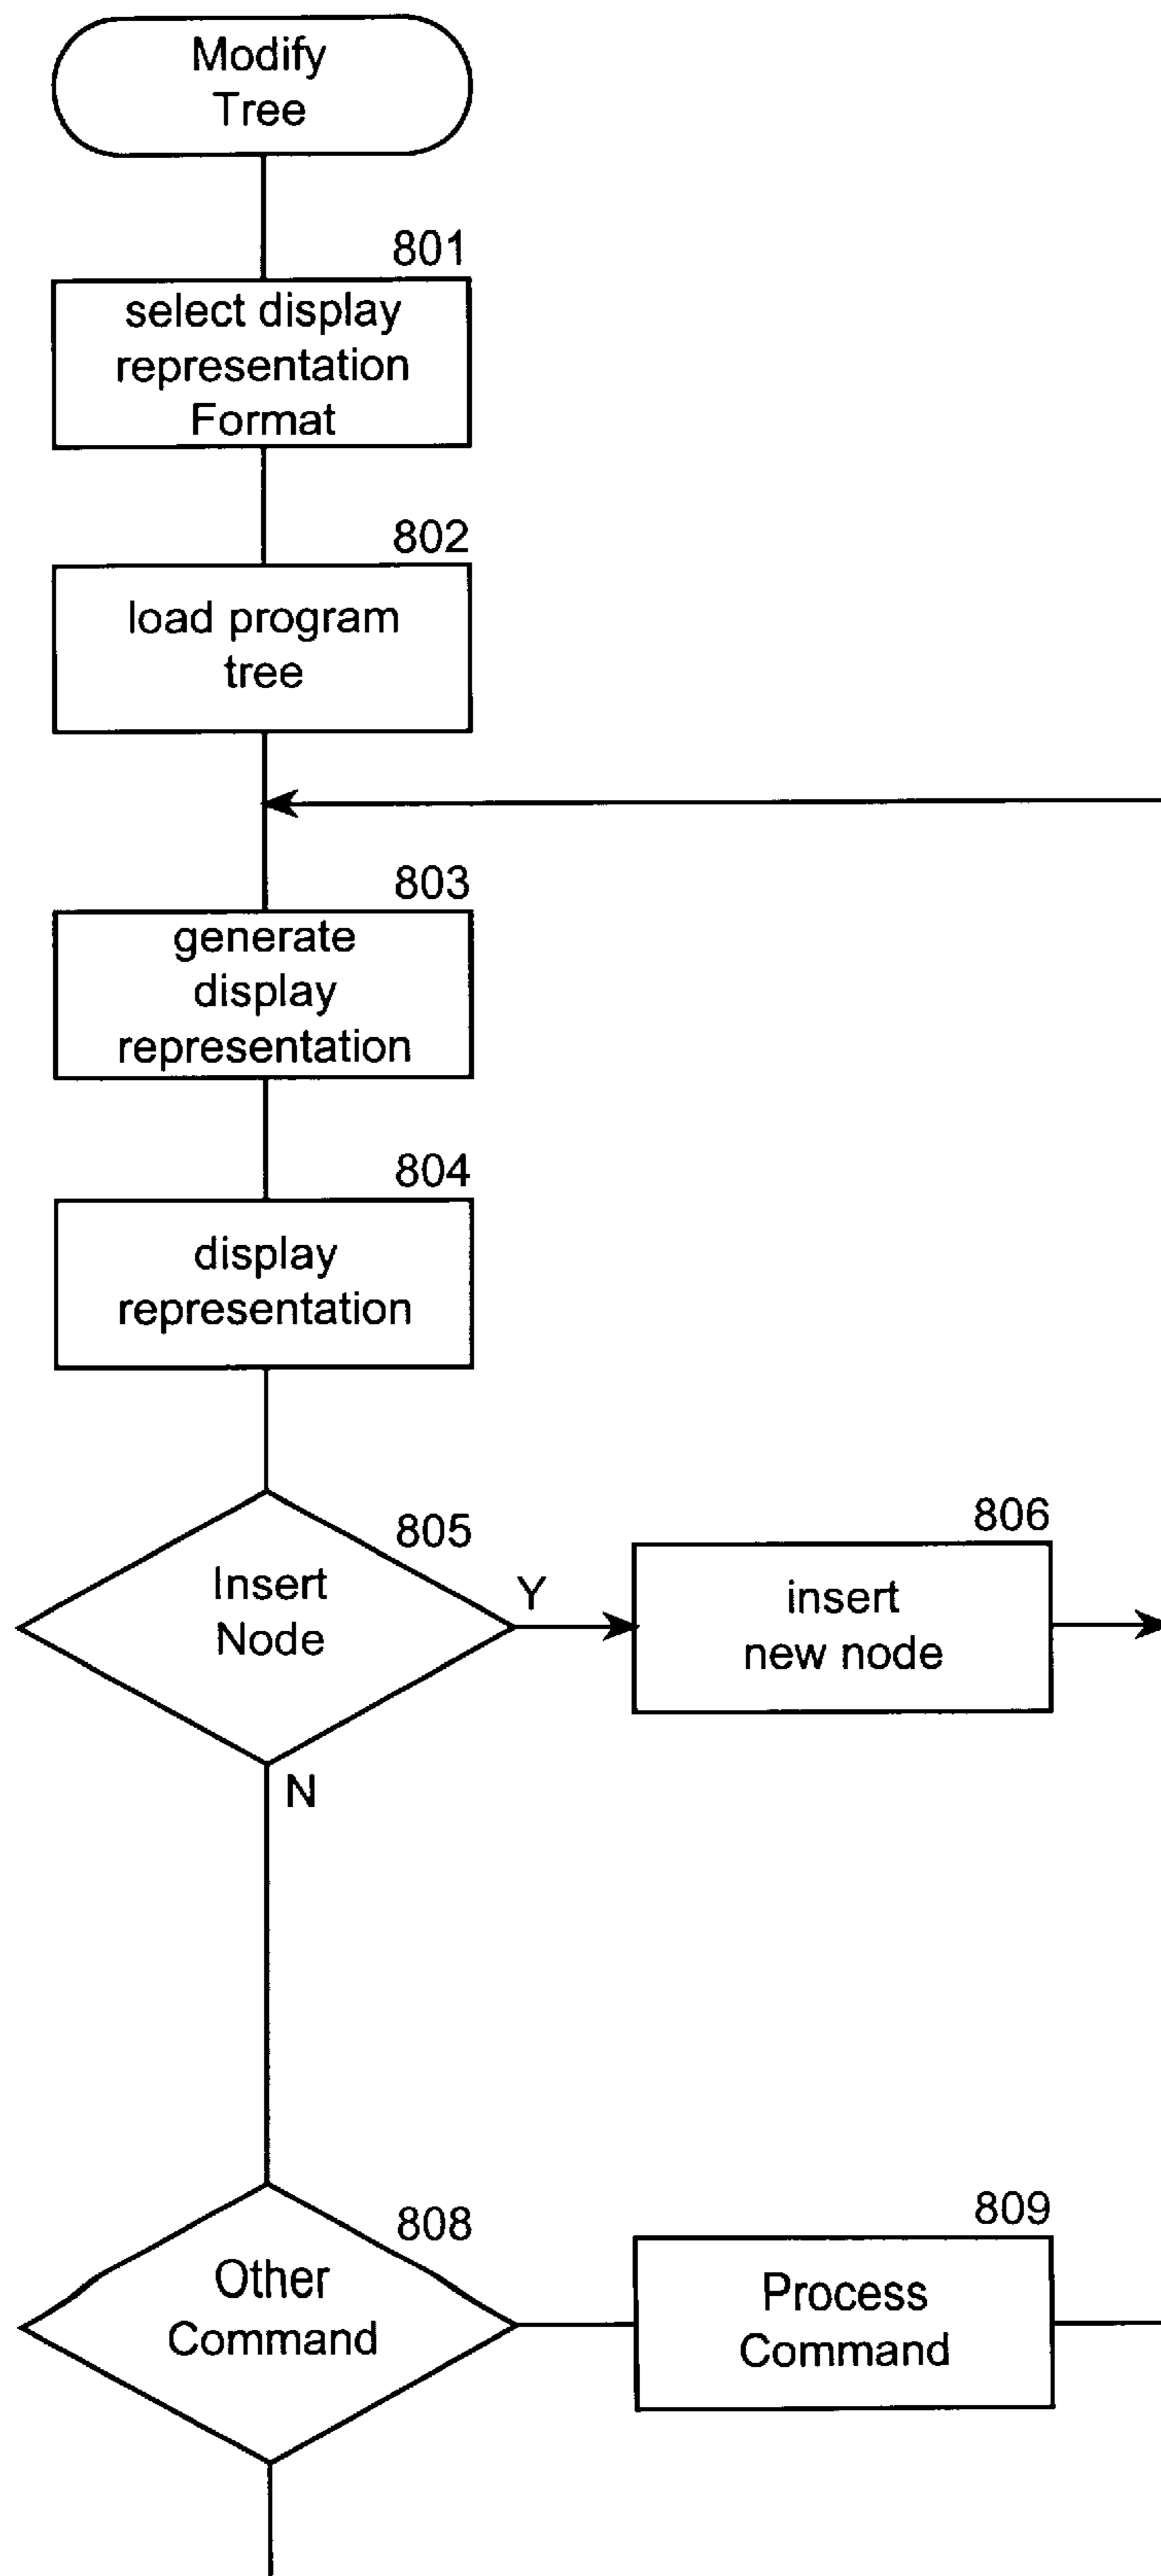 Modify
Tree
801
select display
representation
Format
802
load program
tree
803
generate
display
representation
804
display
representation
805
Insert
Node
Y
806
insert
new node
N
808
Other
Command
809
Process
Command